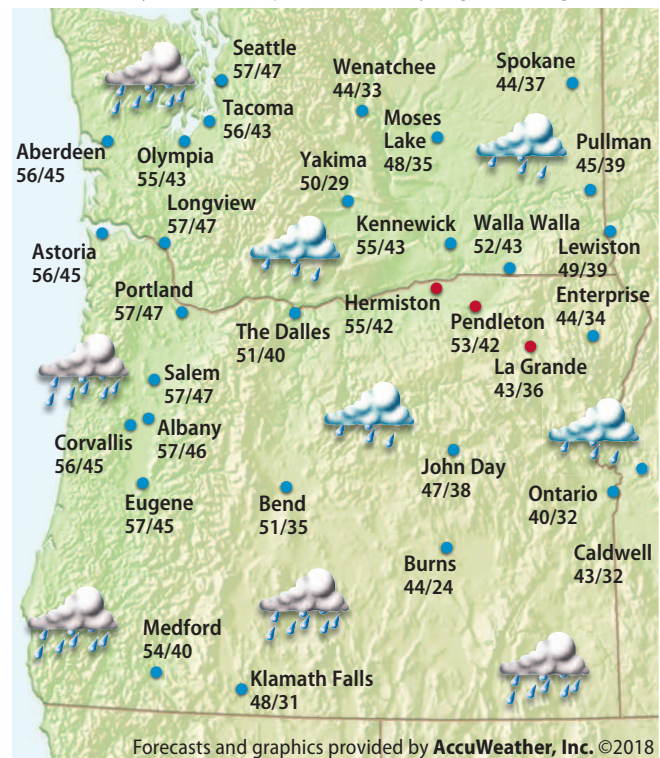 Seattle
57/47
Wenatchee
44/33
Spokane
44/37
Tacoma
56/43
Moses
Lake
48/35
Aberdeen
56/45
Olympia
55/43
Pullman
45/39
Yakima
50/29
Longview
57/47
Kennewick
55/43
Walla Walla
52/43
Lewiston
49/39
Astoria
56/45
Portland
57/47
The Dalles
51/40
Hermiston
55/42
Pendleton
53/42
Enterprise
44/34
La Grande
43/36
Salem
57/47
Albany
57/46
Corvallis
56/45
John Day
47/38
Eugene
57/45
Bend
51/35
Ontario
40/32
Burns
44/24
Caldwell
43/32
Medford
54/40
Klamath Falls
48/31
Forecasts and graphics provided by AccuWeather, Inc. ©2018